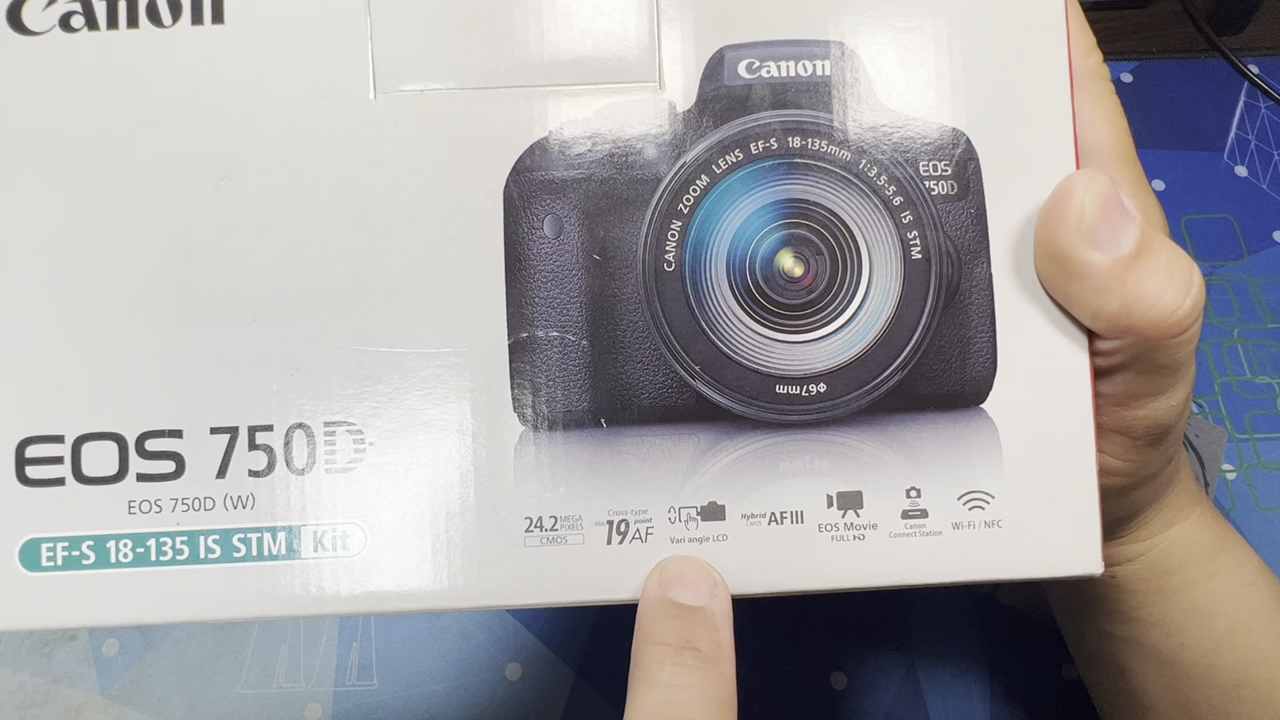 Canon
Canon
EOS
750D
CANON ZOOM LENS EF-S 18-135mm 1:3.5-5.6 IS STM
Φ67mm
EOS 750D
EOS 750D (W)
EF-S 18-135 IS STM Kit
24.2 MEGA PIXELS
CMOS
Cross-type
19 point AF
Vari angle LCD
Hybrid CMOS AF III
EOS Movie
FULL HD
Canon
Connect Station
Wi-Fi / NFC